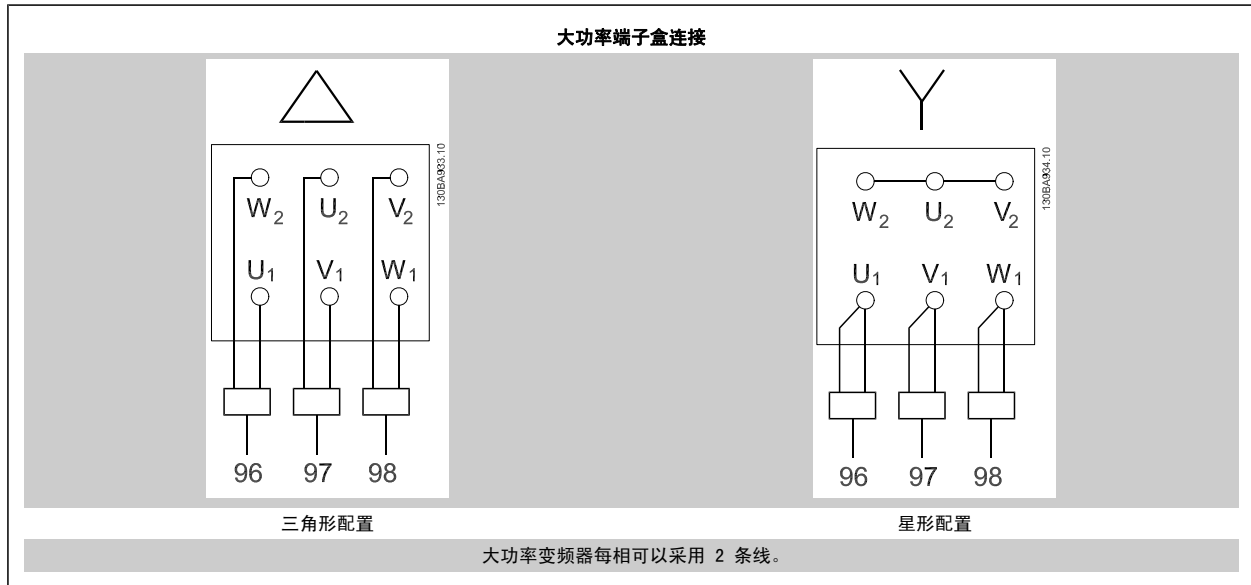 大功率端子盒连接
130BA933.10
W2 U2 V2
U1 V1 W1
96 97 98
三角形配置
130BA934.10
W2 U2 V2
U1 V1 W1
96 97 98
星形配置
大功率变频器每相可以采用 2 条线。